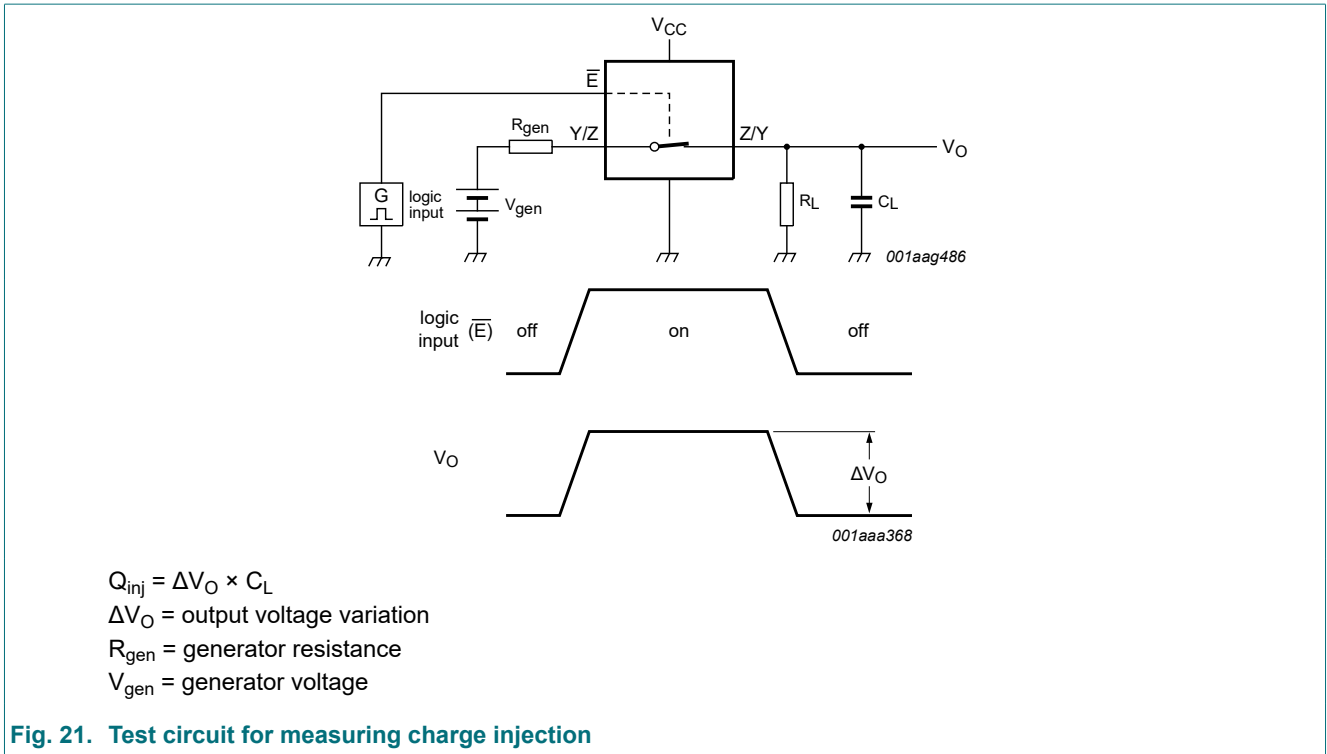 VCC
E̅
Rgen
Y/Z
Z/Y
VO
G
logic
input
Vgen
RL
CL
001aag486
logic
input
(E̅)
off
on
off
VO
ΔVO
001aaa368
Qinj = ΔVO × CL
ΔVO = output voltage variation
Rgen = generator resistance
Vgen = generator voltage
Fig. 21. Test circuit for measuring charge injection